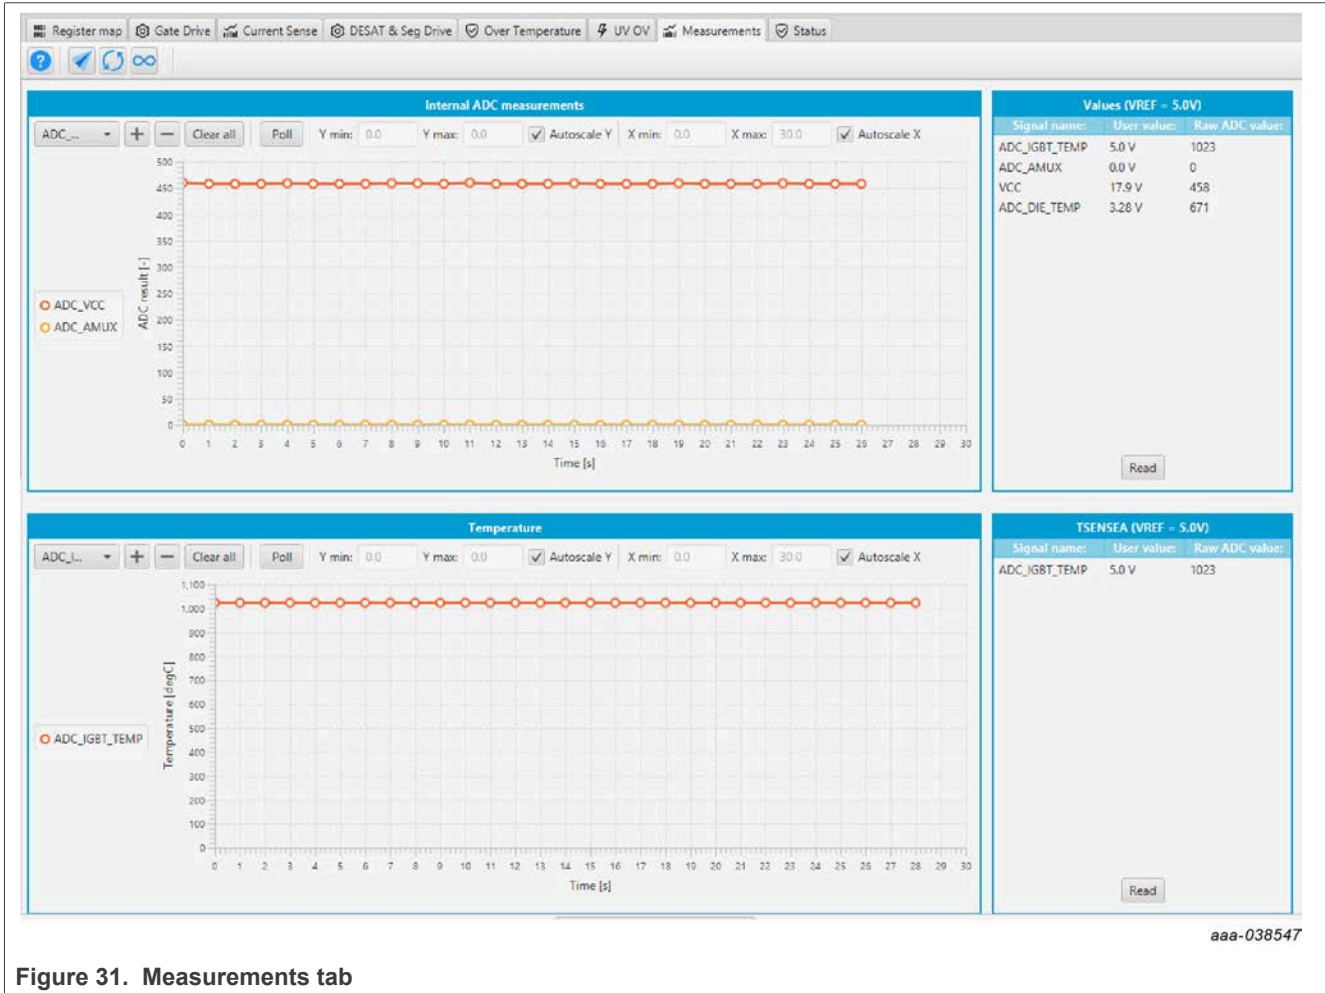 Register map Gate Drive Current Sense DESAT & Seg Drive Over Temperature UV OV Measurements Status
Internal ADC measurements
ADC_... + − Clear all Poll Y min: 0.0 Y max: 0.0 Autoscale Y X min: 0.0 X max: 30.0 Autoscale X
500
450
400
350
300
250
200
150
100
50
0
ADC result [-]
ADC_VCC
ADC_AMUX
0 1 2 3 4 5 6 7 8 9 10 11 12 13 14 15 16 17 18 19 20 21 22 23 24 25 26 27 28 29 30
Time [s]
Values (VREF = 5.0V)
Signal name: User value: Raw ADC value:
ADC_IGBT_TEMP 5.0 V 1023
ADC_AMUX 0.0 V 0
VCC 17.9 V 458
ADC_DIE_TEMP 3.28 V 671
Read
Temperature
ADC_I... + − Clear all Poll Y min: 0.0 Y max: 0.0 Autoscale Y X min: 0.0 X max: 30.0 Autoscale X
1,100
1,000
900
800
700
600
500
400
300
200
100
0
Temperature [degC]
ADC_IGBT_TEMP
0 1 2 3 4 5 6 7 8 9 10 11 12 13 14 15 16 17 18 19 20 21 22 23 24 25 26 27 28 29 30
Time [s]
TSENSEA (VREF = 5.0V)
Signal name: User value: Raw ADC value:
ADC_IGBT_TEMP 5.0 V 1023
Read
aaa-038547
Figure 31. Measurements tab